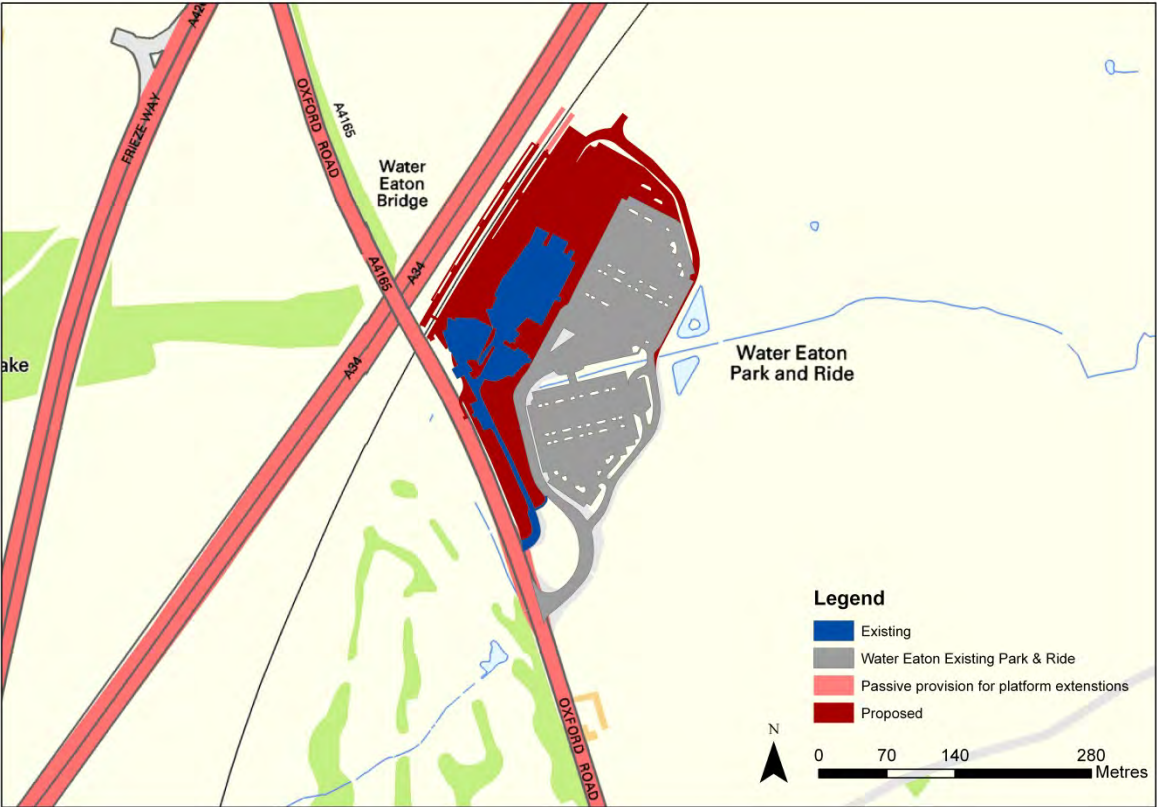 A42
FRIEZE WAY
OXFORD ROAD
A4165
Water
Eaton
Bridge
A4165
A34
A34
ake
Water Eaton
Park and Ride
OXFORD ROAD
Legend
Existing
Water Eaton Existing Park & Ride
Passive provision for platform extenstions
Proposed
N
0 70 140 280
Metres